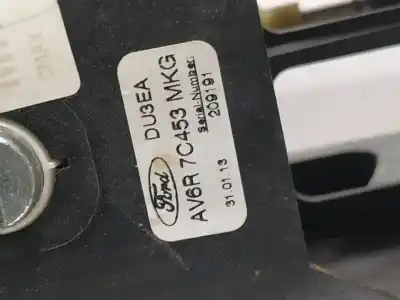 Ford
DU3EA
AV6R 7C453 MKG
Serial-Number:
31.01.13
209191